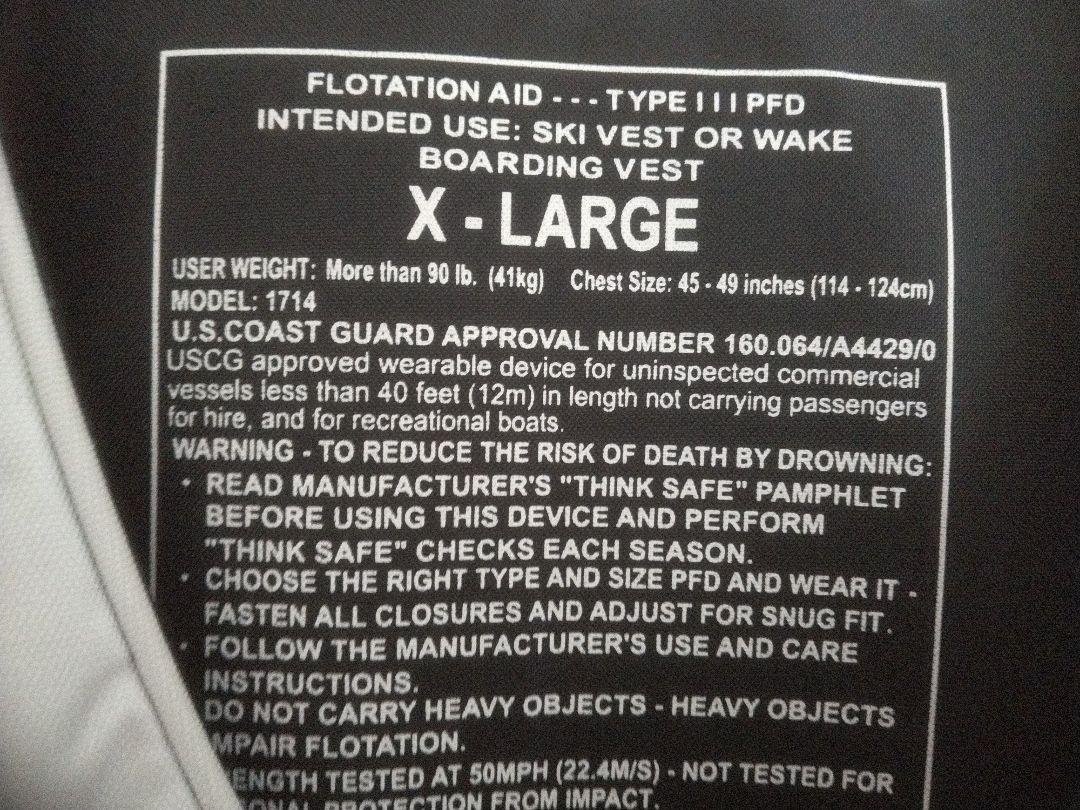 FLOTATION AID - - - TYPE I I I PFD
INTENDED USE: SKI VEST OR WAKE
BOARDING VEST
X - LARGE
USER WEIGHT: More than 90 lb. (41kg) Chest Size: 45 - 49 inches (114 - 124cm)
MODEL: 1714
U.S.COAST GUARD APPROVAL NUMBER 160.064/A4429/0
USCG approved wearable device for uninspected commercial
vessels less than 40 feet (12m) in length not carrying passengers
for hire, and for recreational boats.
WARNING - TO REDUCE THE RISK OF DEATH BY DROWNING:
• READ MANUFACTURER'S "THINK SAFE" PAMPHLET
BEFORE USING THIS DEVICE AND PERFORM
"THINK SAFE" CHECKS EACH SEASON.
• CHOOSE THE RIGHT TYPE AND SIZE PFD AND WEAR IT -
FASTEN ALL CLOSURES AND ADJUST FOR SNUG FIT.
• FOLLOW THE MANUFACTURER'S USE AND CARE
INSTRUCTIONS.
DO NOT CARRY HEAVY OBJECTS - HEAVY OBJECTS
MPAIR FLOTATION.
ENGTH TESTED AT 50MPH (22.4M/S) - NOT TESTED FOR
ONAL PROTECTION FROM IMPACT.